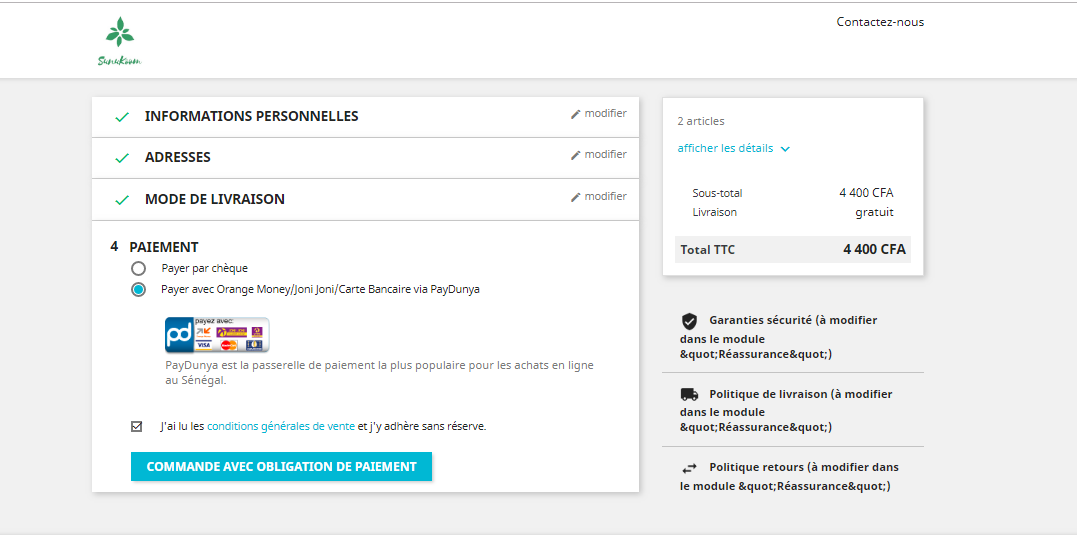 Contactez-nous
SunuKoom
INFORMATIONS PERSONNELLES
modifier
ADRESSES
modifier
MODE DE LIVRAISON
modifier
4 PAIEMENT
Payer par chèque
Payer avec Orange Money/Joni Joni/Carte Bancaire via PayDunya
pd
payez avec:
VISA
PayDunya est la passerelle de paiement la plus populaire pour les achats en ligne
au Sénégal.
J'ai lu les conditions générales de vente et j'y adhère sans réserve.
COMMANDE AVEC OBLIGATION DE PAIEMENT
2 articles
afficher les détails
Sous-total 4 400 CFA
Livraison gratuit
Total TTC 4 400 CFA
Garanties sécurité (à modifier
dans le module
&quot;Réassurance&quot;)
Politique de livraison (à modifier
dans le module
&quot;Réassurance&quot;)
Politique retours (à modifier dans
le module &quot;Réassurance&quot;)